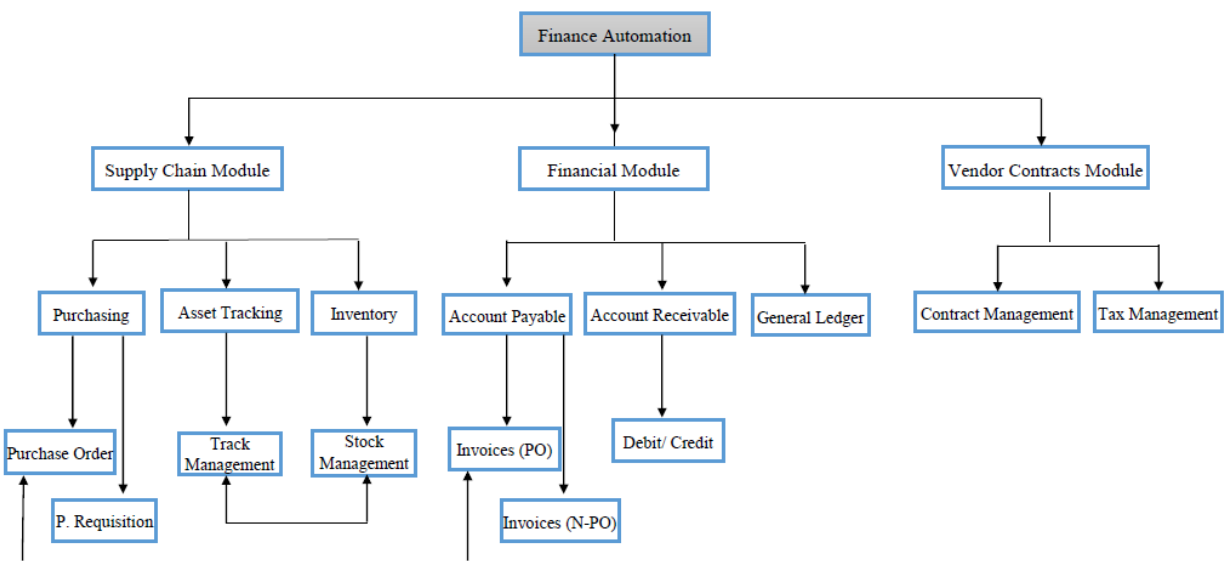 Finance Automation
Supply Chain Module
Financial Module
Vendor Contracts Module
Purchasing
Asset Tracking
Inventory
Account Payable
Account Receivable
General Ledger
Contract Management
Tax Management
Purchase Order
Track
Management
Stock
Management
Invoices (PO)
Debit/ Credit
P. Requisition
Invoices (N-PO)